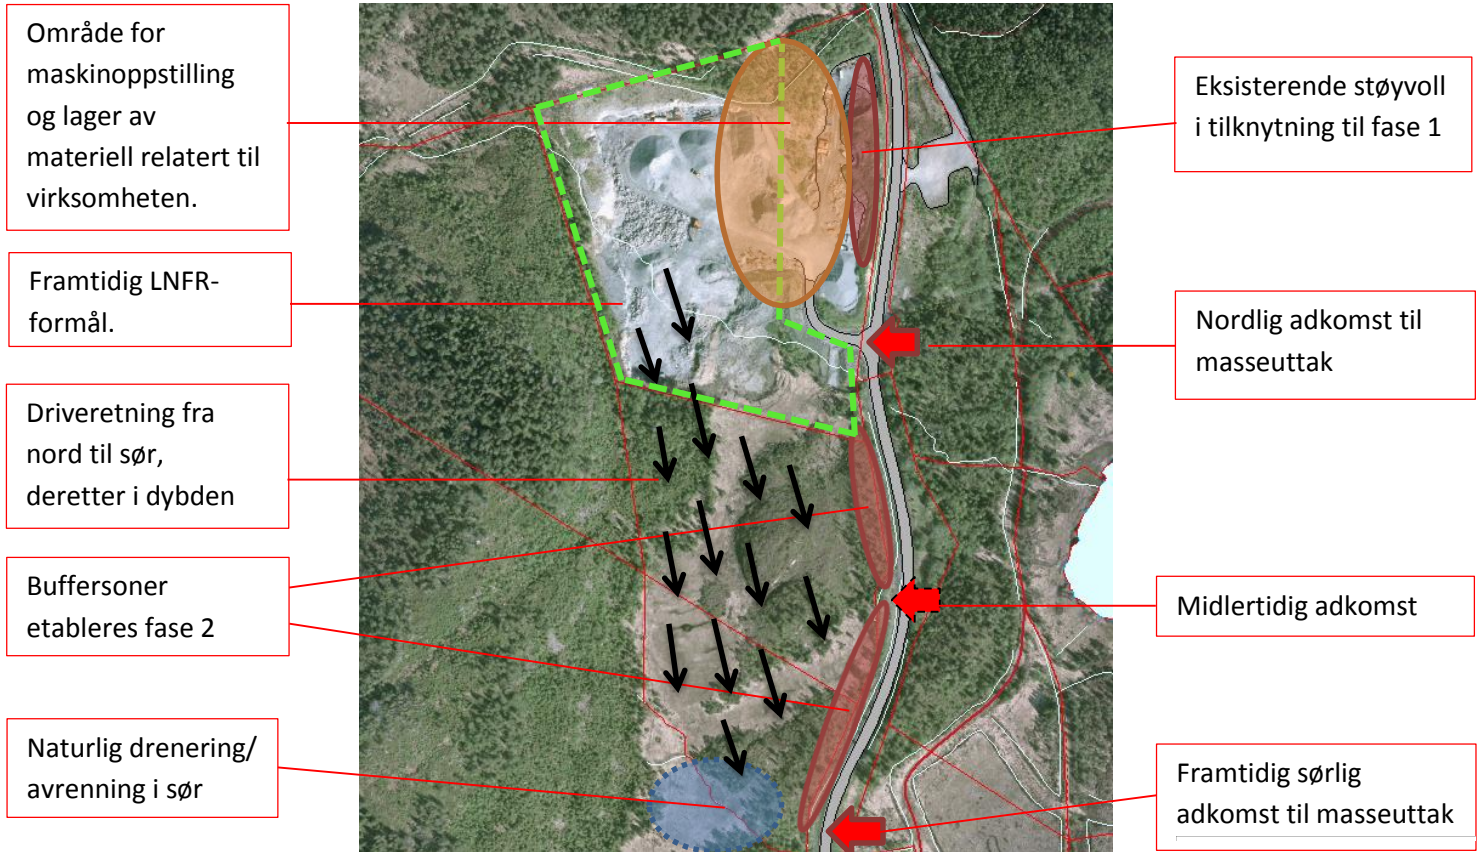 Område for
maskinoppstilling
og lager av
materiell relatert til
virksomheten.
Framtidig LNFR-
formål.
Driveretning fra
nord til sør,
deretter i dybden
Buffersoner
etableres fase 2
Naturlig drenering/
avrenning i sør
Eksisterende støyvoll
i tilknytning til fase 1
Nordlig adkomst til
masseuttak
Midlertidig adkomst
Framtidig sørlig
adkomst til masseuttak